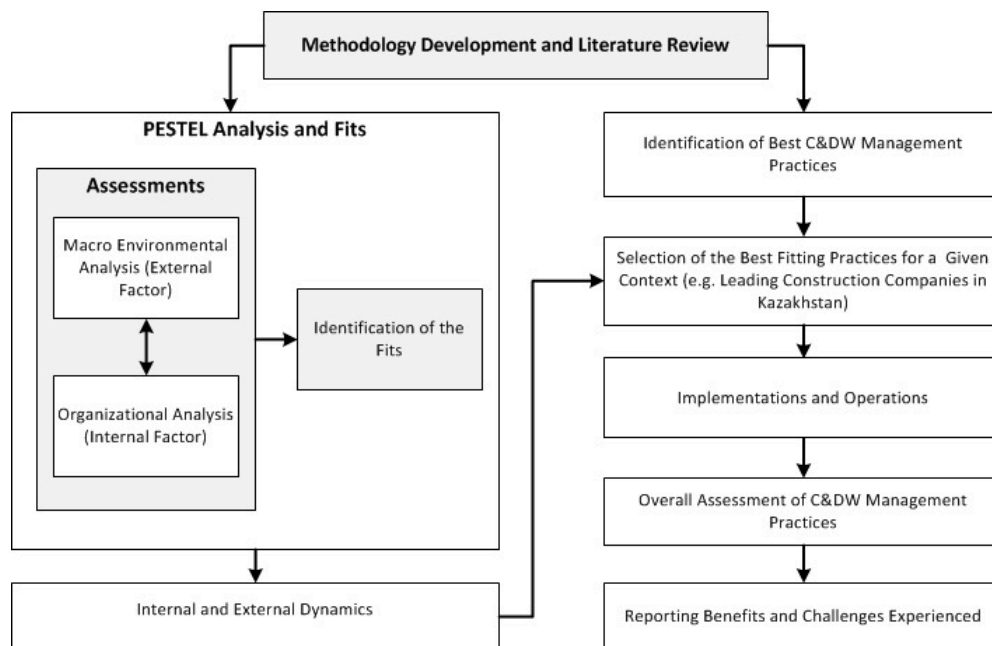 Methodology Development and Literature Review
PESTEL Analysis and Fits
Assessments
Macro Environmental
Analysis (External
Factor)
Organizational Analysis
(Internal Factor)
Identification of the
Fits
Internal and External Dynamics
Identification of Best C&DW Management
Practices
Selection of the Best Fitting Practices for a Given
Context (e.g. Leading Construction Companies in
Kazakhstan)
Implementations and Operations
Overall Assessment of C&DW Management
Practices
Reporting Benefits and Challenges Experienced